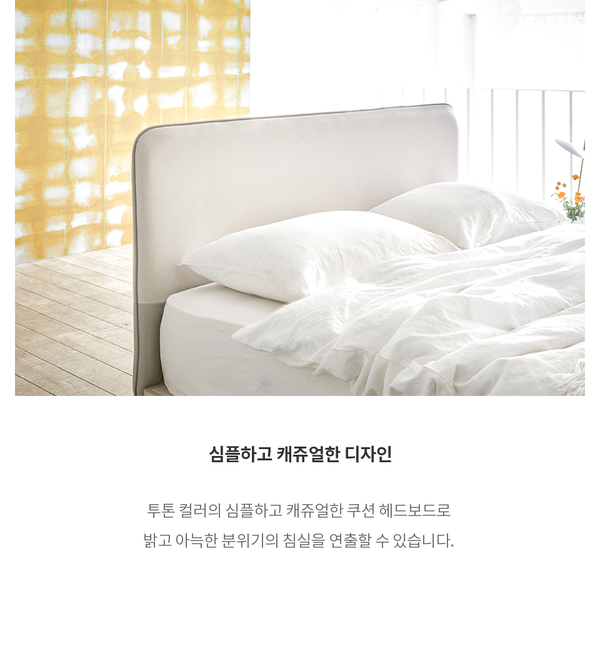 심플하고 캐쥬얼한 디자인
투톤 컬러의 심플하고 캐쥬얼한 쿠션 헤드보드로
밝고 아늑한 분위기의 침실을 연출할 수 있습니다.